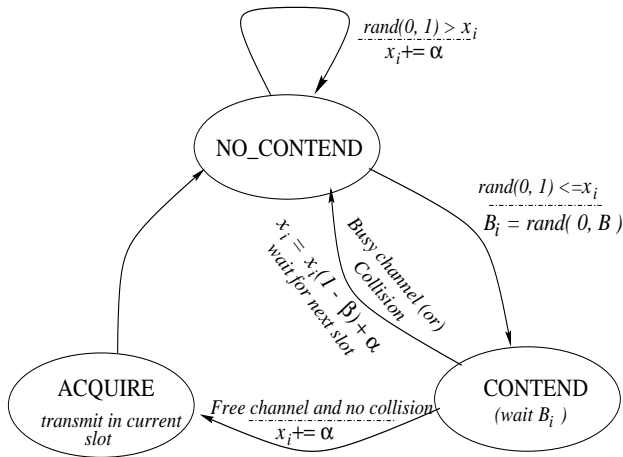 rand(0, 1) > x_i
x_i += α
NO_CONTEND
rand(0, 1) <=x_i
B_i = rand( 0, B )
Busy channel (or)
Collision
x_i = x_i(1 - β) + α
wait for next slot
ACQUIRE
transmit in current
slot
Free channel and no collision
x_i += α
CONTEND
(wait B_i )